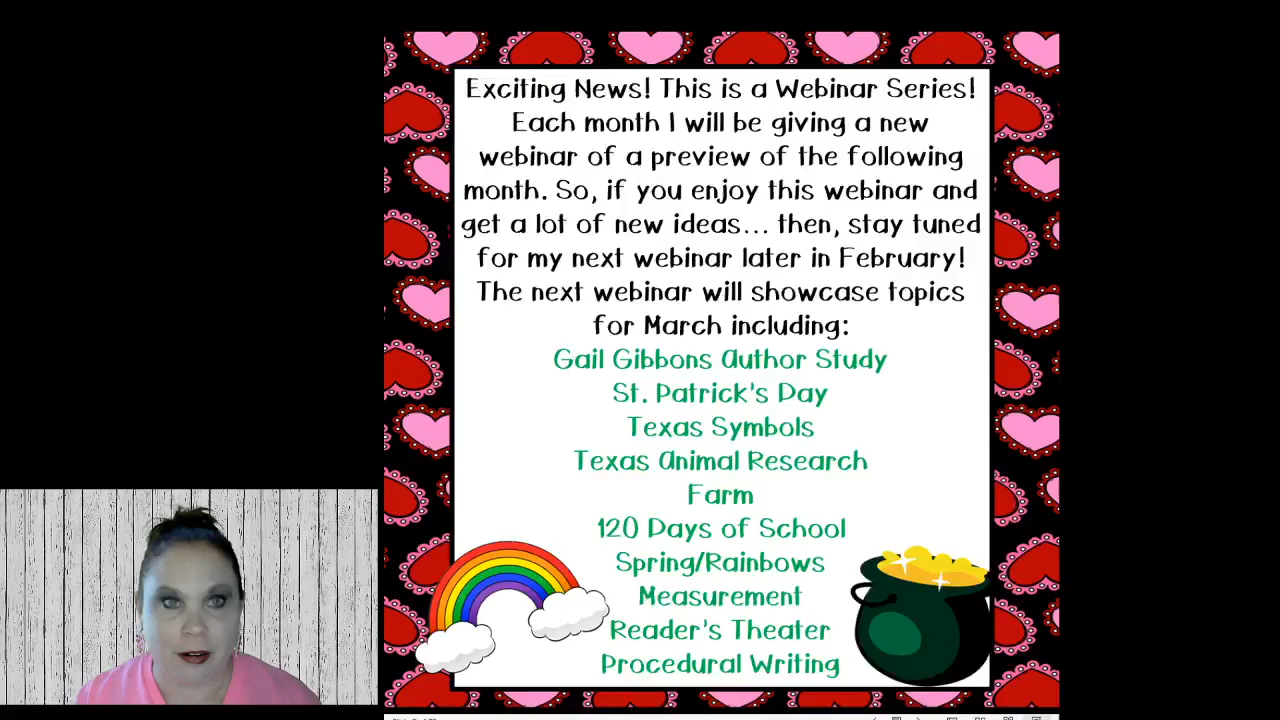 Exciting News! This is a Webinar Series!
Each month I will be giving a new
webinar of a preview of the following
month. So, if you enjoy this webinar and
get a lot of new ideas... then, stay tuned
for my next webinar later in February!
The next webinar will showcase topics
for March including:
Gail Gibbons Author Study
St. Patrick's Day
Texas Symbols
Texas Animal Research
Farm
120 Days of School
Spring/Rainbows
Measurement
Reader's Theater
Procedural Writing